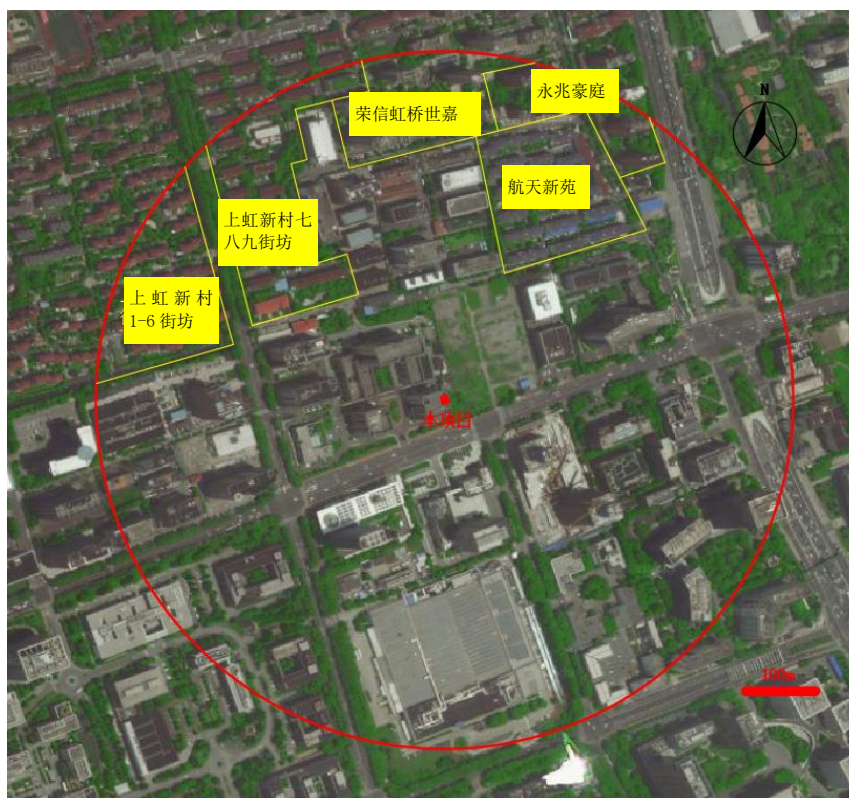 N
永兆豪庭
荣信虹桥世嘉
航天新苑
上虹新村七
八九街坊
上虹新村
1-6 街坊
本项目
100m